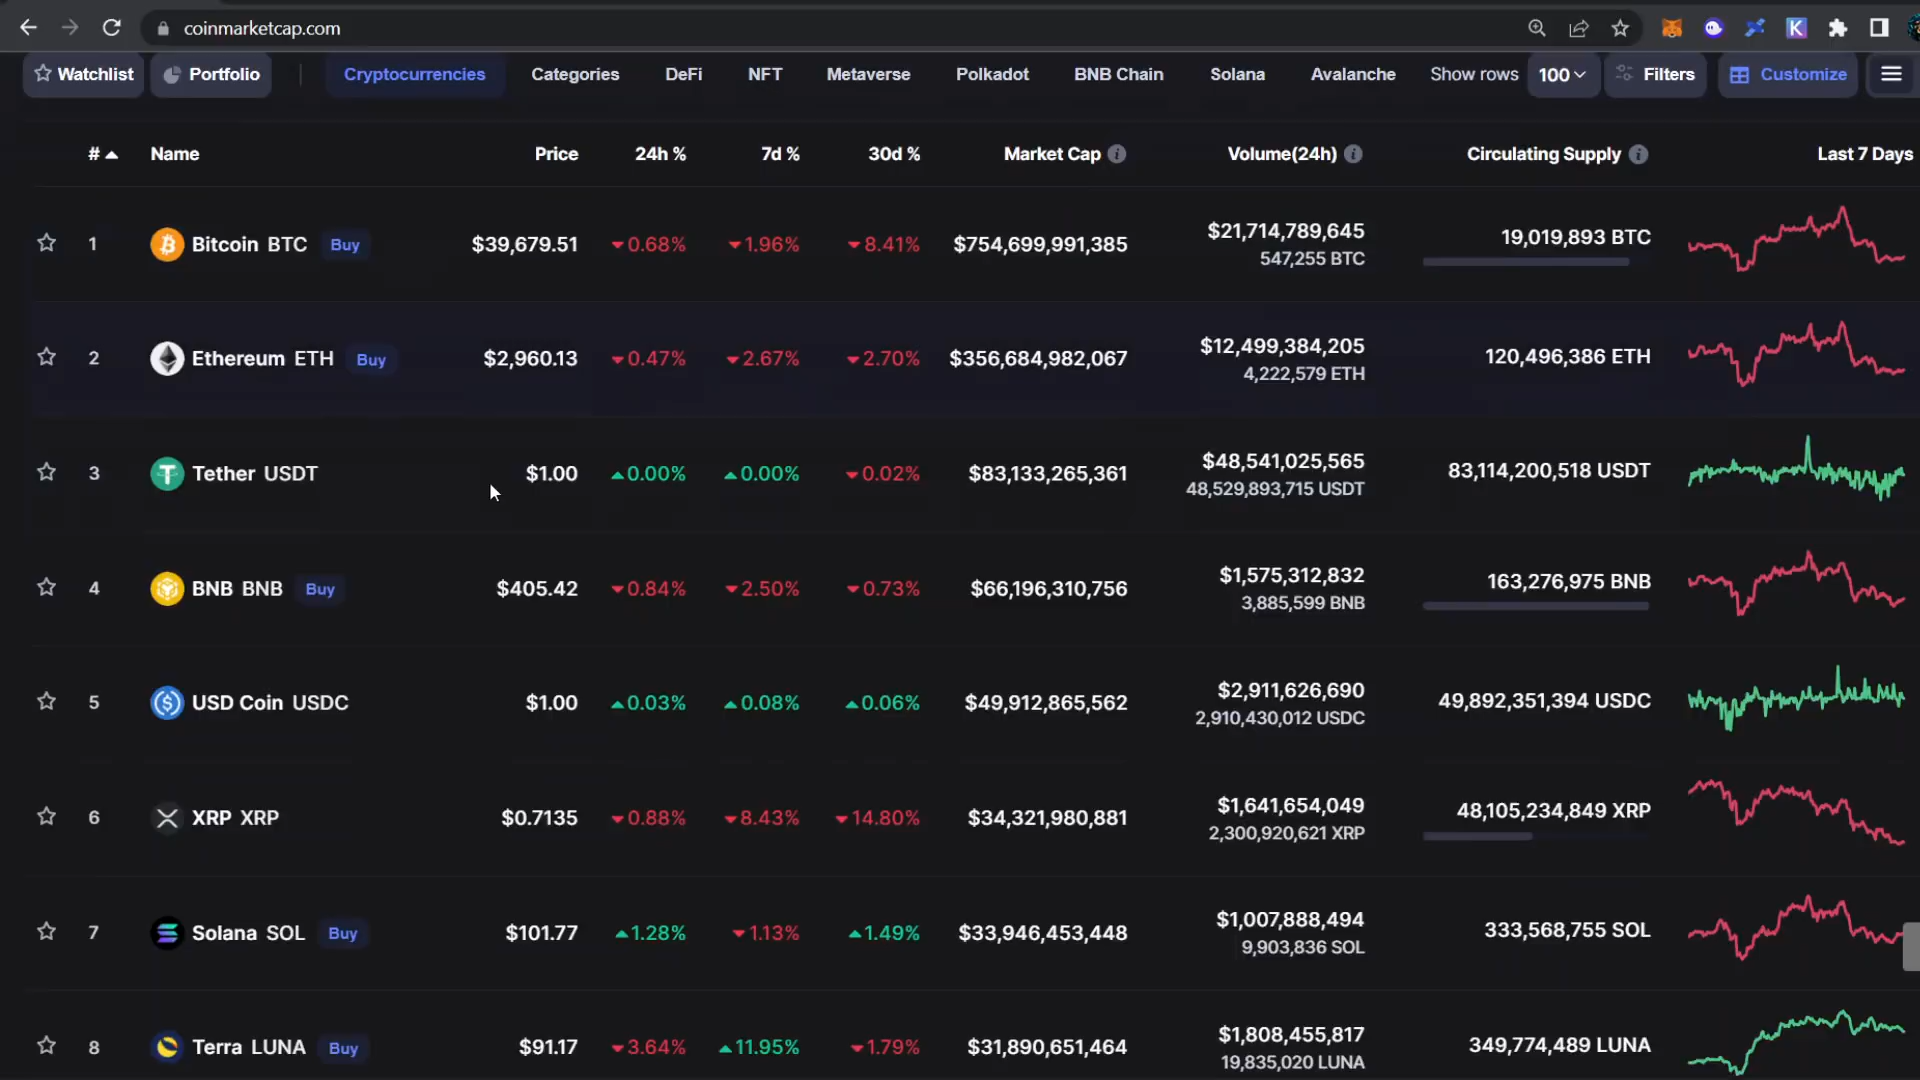 coinmarketcap.com
Watchlist Portfolio Cryptocurrencies Categories DeFi NFT Metaverse Polkadot BNB Chain Solana Avalanche Show rows 100 Filters Customize
# Name Price 24h % 7d % 30d % Market Cap Volume(24h) Circulating Supply Last 7 Days
1 Bitcoin BTC Buy $39,679.51 0.68% 1.96% 8.41% $754,699,991,385 $21,714,789,645 19,019,893 BTC
547,255 BTC
2 Ethereum ETH Buy $2,960.13 0.47% 2.67% 2.70% $356,684,982,067 $12,499,384,205 120,496,386 ETH
4,222,579 ETH
3 Tether USDT $1.00 0.00% 0.00% 0.02% $83,133,265,361 $48,541,025,565 83,114,200,518 USDT
48,529,893,715 USDT
4 BNB BNB Buy $405.42 0.84% 2.50% 0.73% $66,196,310,756 $1,575,312,832 163,276,975 BNB
3,885,599 BNB
5 USD Coin USDC $1.00 0.03% 0.08% 0.06% $49,912,865,562 $2,911,626,690 49,892,351,394 USDC
2,910,430,012 USDC
6 XRP XRP $0.7135 0.88% 8.43% 14.80% $34,321,980,881 $1,641,654,049 48,105,234,849 XRP
2,300,920,621 XRP
7 Solana SOL Buy $101.77 1.28% 1.13% 1.49% $33,946,453,448 $1,007,888,494 333,568,755 SOL
9,903,836 SOL
8 Terra LUNA Buy $91.17 3.64% 11.95% 1.79% $31,890,651,464 $1,808,455,817 349,774,489 LUNA
19,835,020 LUNA